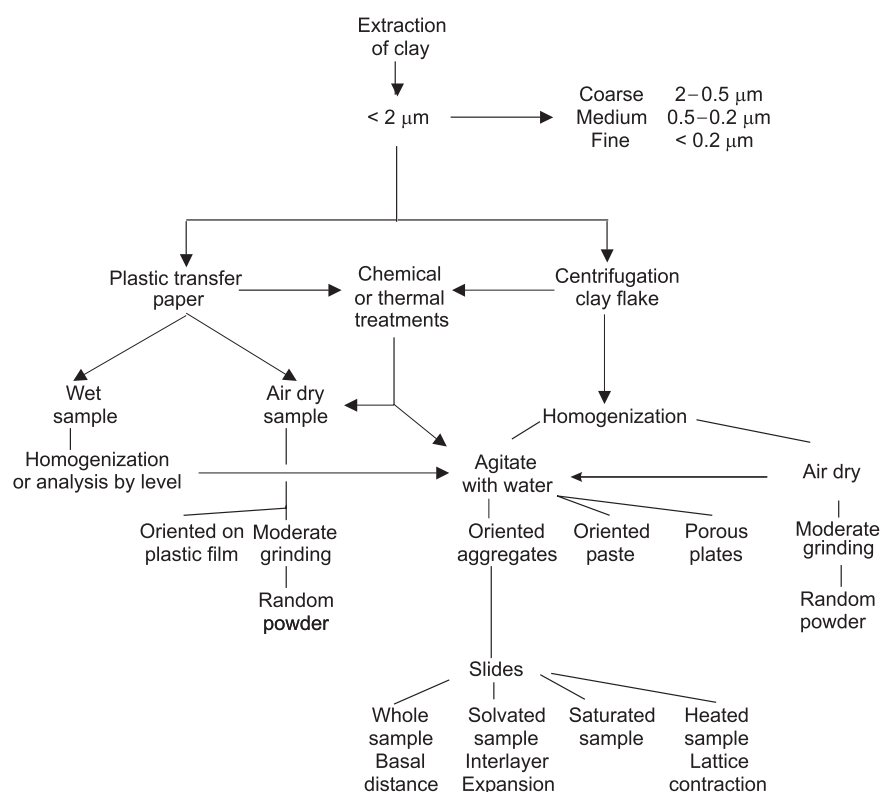 Extraction
of clay
< 2 μm
Coarse 2–0.5 μm
Medium 0.5–0.2 μm
Fine < 0.2 μm
Plastic transfer
paper
Chemical
or thermal
treatments
Centrifugation
clay flake
Wet
sample
Air dry
sample
Homogenization
Homogenization
or analysis by level
Agitate
with water
Air dry
Oriented on
plastic film
Moderate
grinding
Oriented
aggregates
Oriented
paste
Porous
plates
Moderate
grinding
Random
powder
Random
powder
Slides
Whole
sample
Basal
distance
Solvated
sample
Interlayer
Expansion
Saturated
sample
Heated
sample
Lattice
contraction